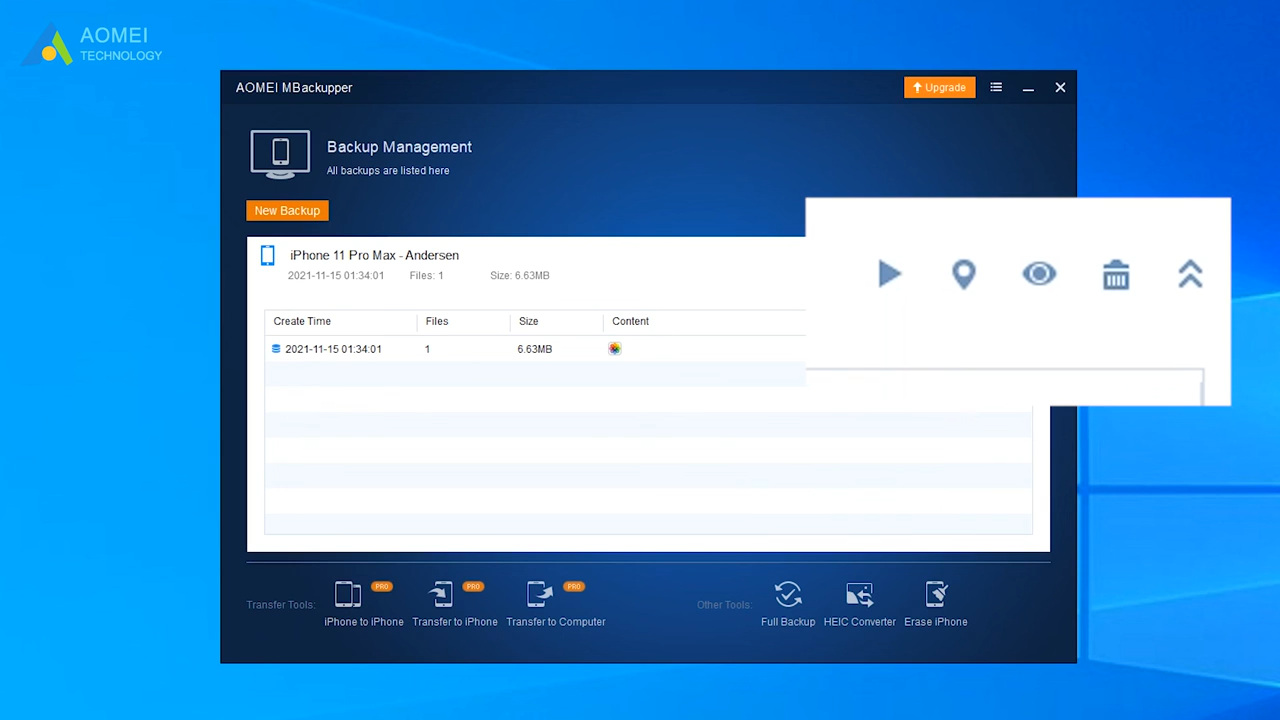 AOMEI
TECHNOLOGY
AOMEI MBackupper
Upgrade
Backup Management
All backups are listed here
New Backup
iPhone 11 Pro Max - Andersen
2021-11-15 01:34:01 Files: 1 Size: 6.63MB
Create Time Files Size Content
2021-11-15 01:34:01 1 6.63MB
Transfer Tools: PRO PRO PRO Other Tools:
iPhone to iPhone Transfer to iPhone Transfer to Computer Full Backup HEIC Converter Erase iPhone